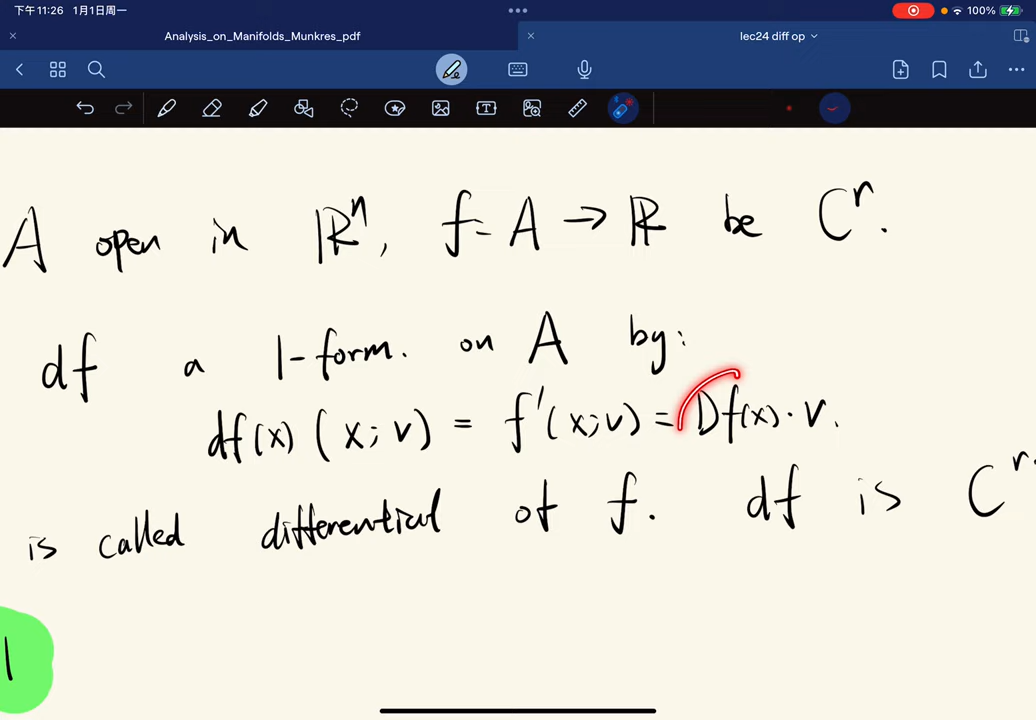 下午11:26 1月1日周一
100%
Analysis_on_Manifolds_Munkres_pdf
lec24 diff op
A open in ℝⁿ, f: A → ℝ be Cʳ.
df a 1-form. on A by:
df(x) (x; v) = f'(x;v) = Df(x) · v.
is called differential of f. df is Cʳ
1